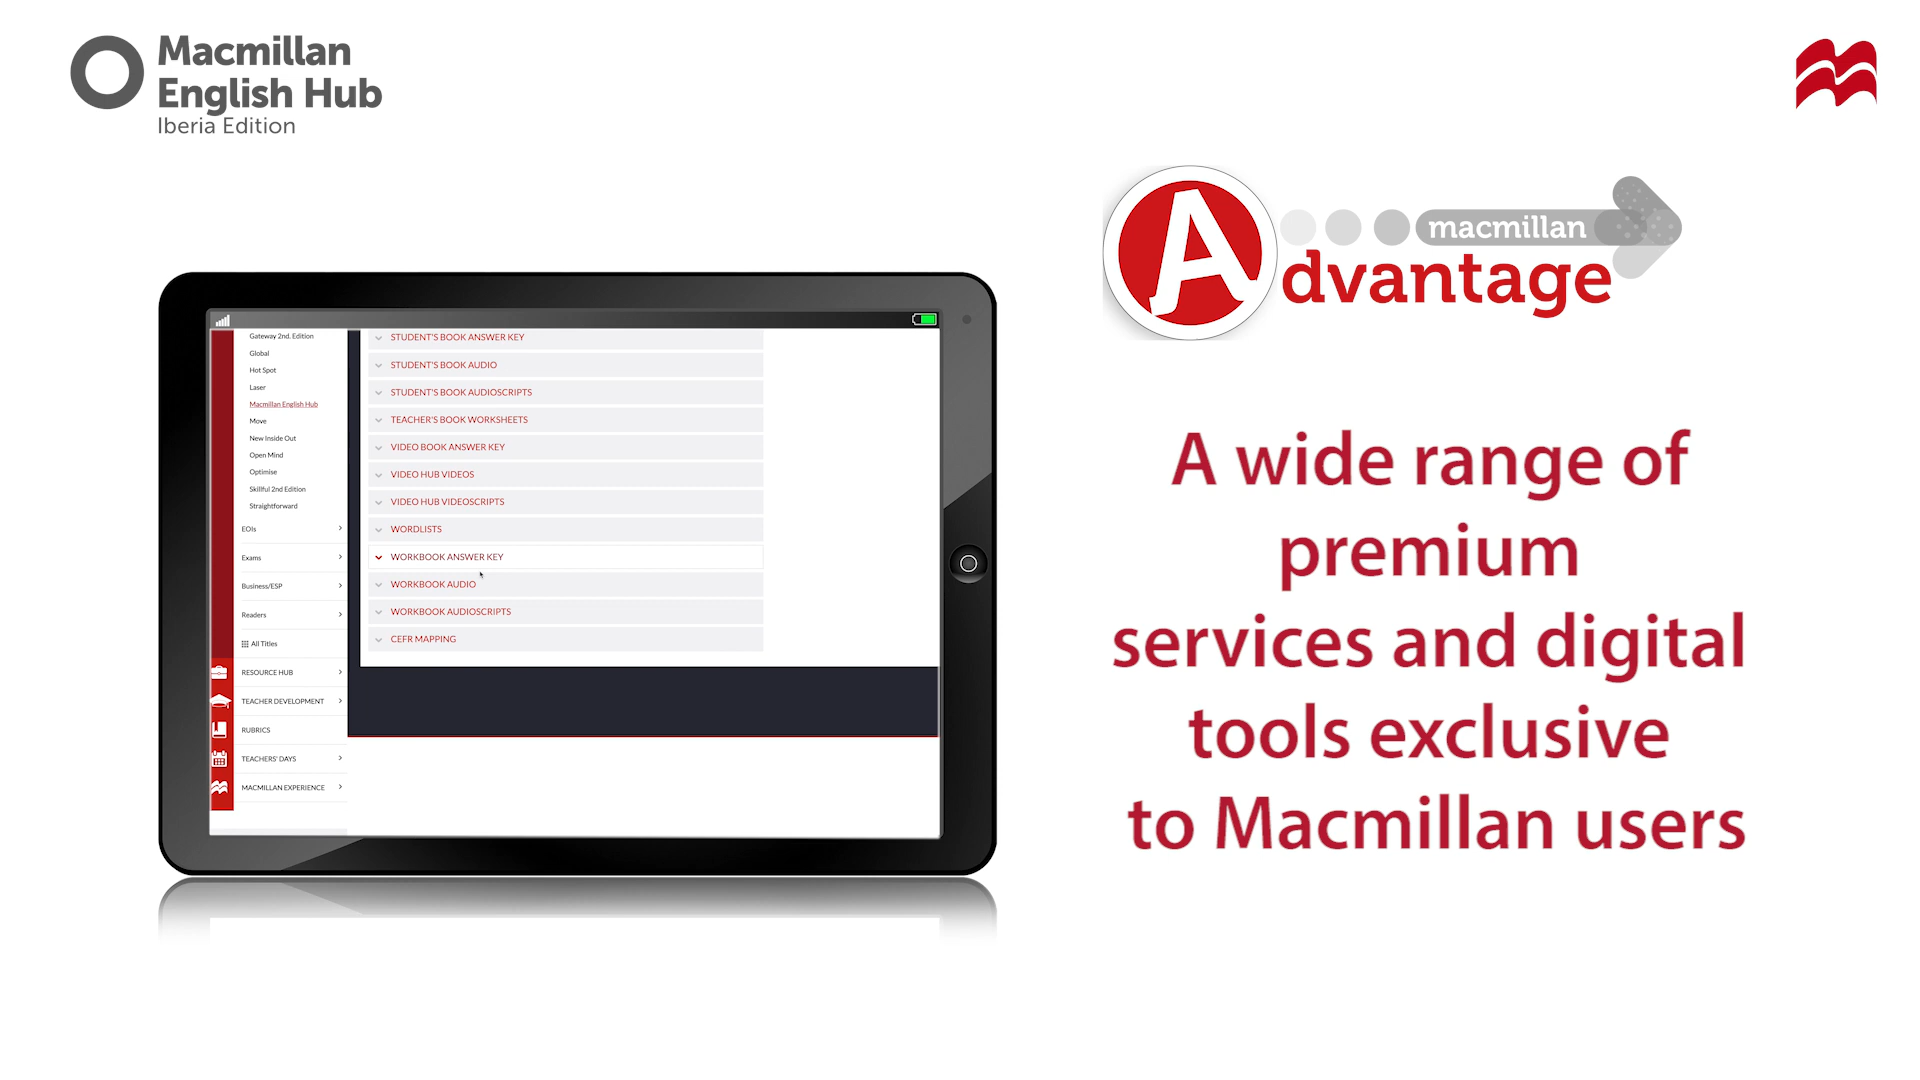 Macmillan
English Hub
Iberia Edition
macmillan
Advantage
Gateway 2nd. Edition
Global
Hot Spot
Laser
Macmillan English Hub
Move
New Inside Out
Open Mind
Optimise
Skillful 2nd Edition
Straightforward
EOIs
Exams
Business/ESP
Readers
All Titles
RESOURCE HUB
TEACHER DEVELOPMENT
RUBRICS
TEACHERS' DAYS
MACMILLAN EXPERIENCE
STUDENT'S BOOK ANSWER KEY
STUDENT'S BOOK AUDIO
STUDENT'S BOOK AUDIOSCRIPTS
TEACHER'S BOOK WORKSHEETS
VIDEO BOOK ANSWER KEY
VIDEO HUB VIDEOS
VIDEO HUB VIDEOSCRIPTS
WORDLISTS
WORKBOOK ANSWER KEY
WORKBOOK AUDIO
WORKBOOK AUDIOSCRIPTS
CEFR MAPPING
A wide range of
premium
services and digital
tools exclusive
to Macmillan users